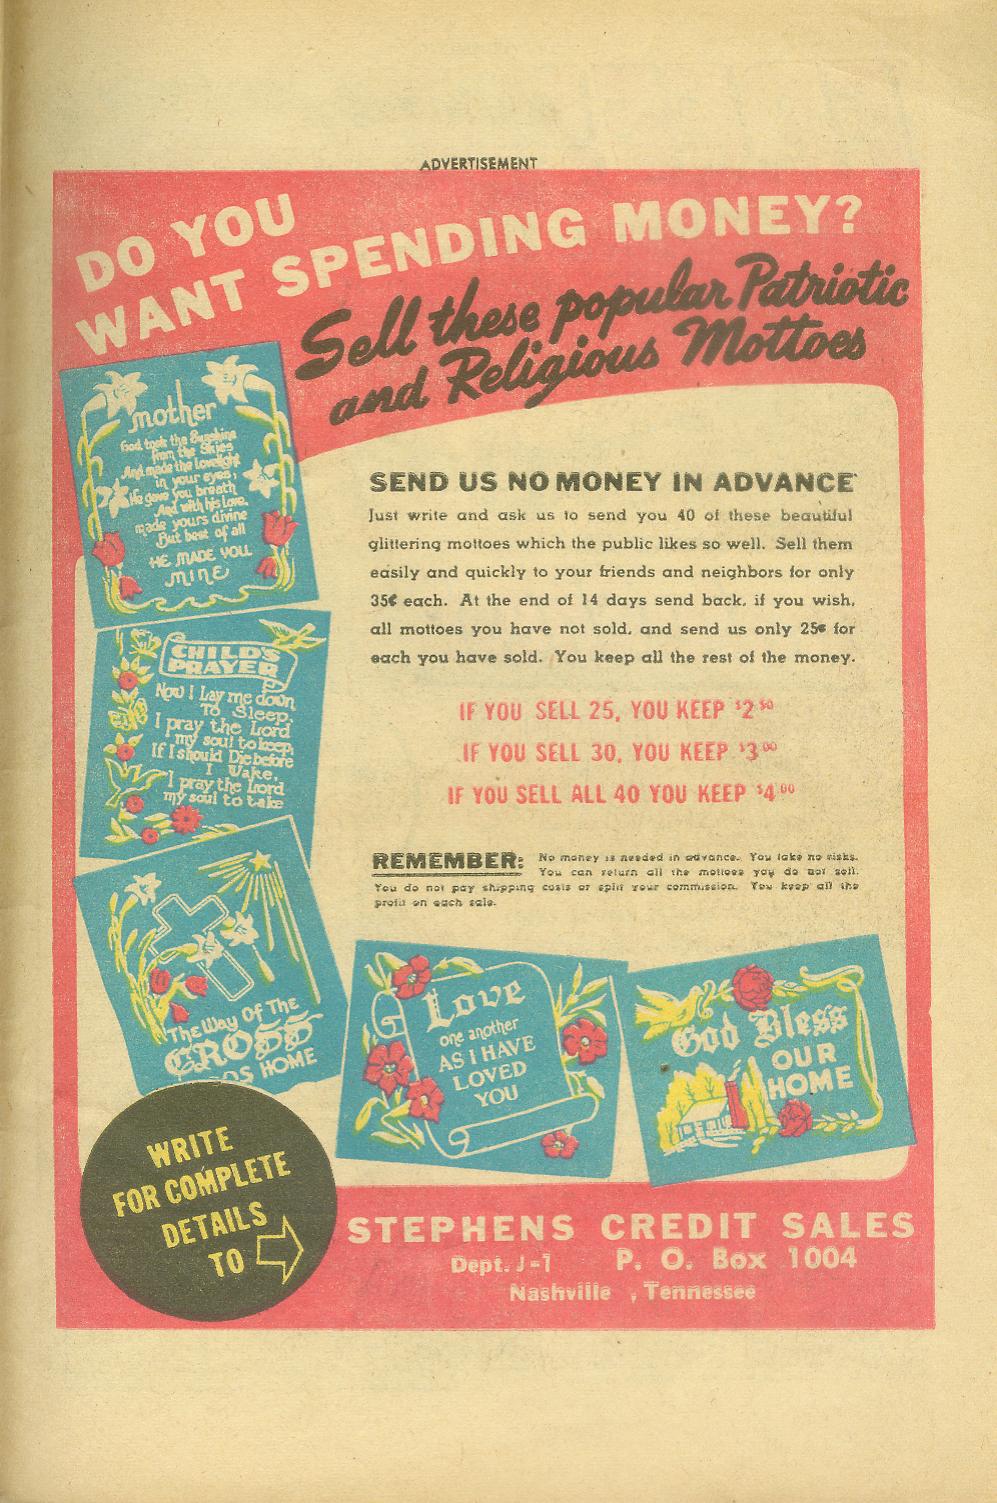 ADVERTISEMENT
DO YOU
WANT SPENDING MONEY?
Sell these popular Patriotic
and Religious Mottoes
mother
God took the Sunshine
from the Skies
And made the Lovelight
in your eyes,
He gave you breath
And with his Love,
made yours divine
But best of all
HE MADE YOU
MINE
CHILD'S
PRAYER
Now I Lay me down
To Sleep,
I pray the Lord
my soul to keep,
If I should Die before
I Wake,
I pray the Lord
my soul to take
The Way Of The
CROSS
HOME
SEND US NO MONEY IN ADVANCE
Just write and ask us to send you 40 of these beautiful
glittering mottoes which the public likes so well. Sell them
easily and quickly to your friends and neighbors for only
35¢ each. At the end of 14 days send back, if you wish,
all mottoes you have not sold, and send us only 25¢ for
each you have sold. You keep all the rest of the money.
IF YOU SELL 25, YOU KEEP $2.50
IF YOU SELL 30, YOU KEEP $3.00
IF YOU SELL ALL 40 YOU KEEP $4.00
REMEMBER: No money is needed in advance. You take no risks.
You can return all the mottoes you do not sell.
You do not pay shipping costs or split your commission. You keep all the
profit on each sale.
Love
one another
AS I HAVE
LOVED
YOU
God Bless
OUR
HOME
WRITE
FOR COMPLETE
DETAILS
TO
STEPHENS CREDIT SALES
Dept. J-1 P. O. Box 1004
Nashville, Tennessee